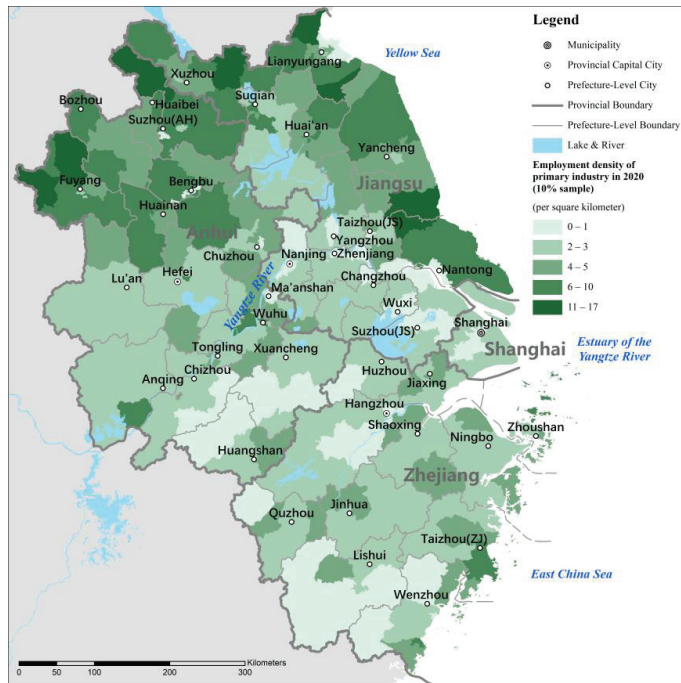 Yellow Sea
Lianyungang
Xuzhou
Bozhou
Huaibei
Suqian
Suzhou(AH)
Huai'an
Yancheng
Fuyang
Bengbu
Jiangsu
Huainan
Anhui
Taizhou(JS)
Yangzhou
Chuzhou
Nanjing
Zhenjiang
Lu'an
Hefei
Changzhou
Nantong
Ma'anshan
Yangtze River
Wuxi
Wuhu
Suzhou(JS)
Shanghai
Shanghai
Estuary of the
Yangtze River
Tongling
Xuancheng
Huzhou
Anqing
Chizhou
Jiaxing
Hangzhou
Shaoxing
Ningbo
Zhoushan
Huangshan
Zhejiang
Quzhou
Jinhua
Taizhou(ZJ)
Lishui
East China Sea
Wenzhou
0 50 100 200 300 Kilometers
Legend
Municipality
Provincial Capital City
Prefecture-Level City
Provincial Boundary
Prefecture-Level Boundary
Lake & River
Employment density of
primary industry in 2020
(10% sample)
(per square kilometer)
0 – 1
2 – 3
4 – 5
6 – 10
11 – 17